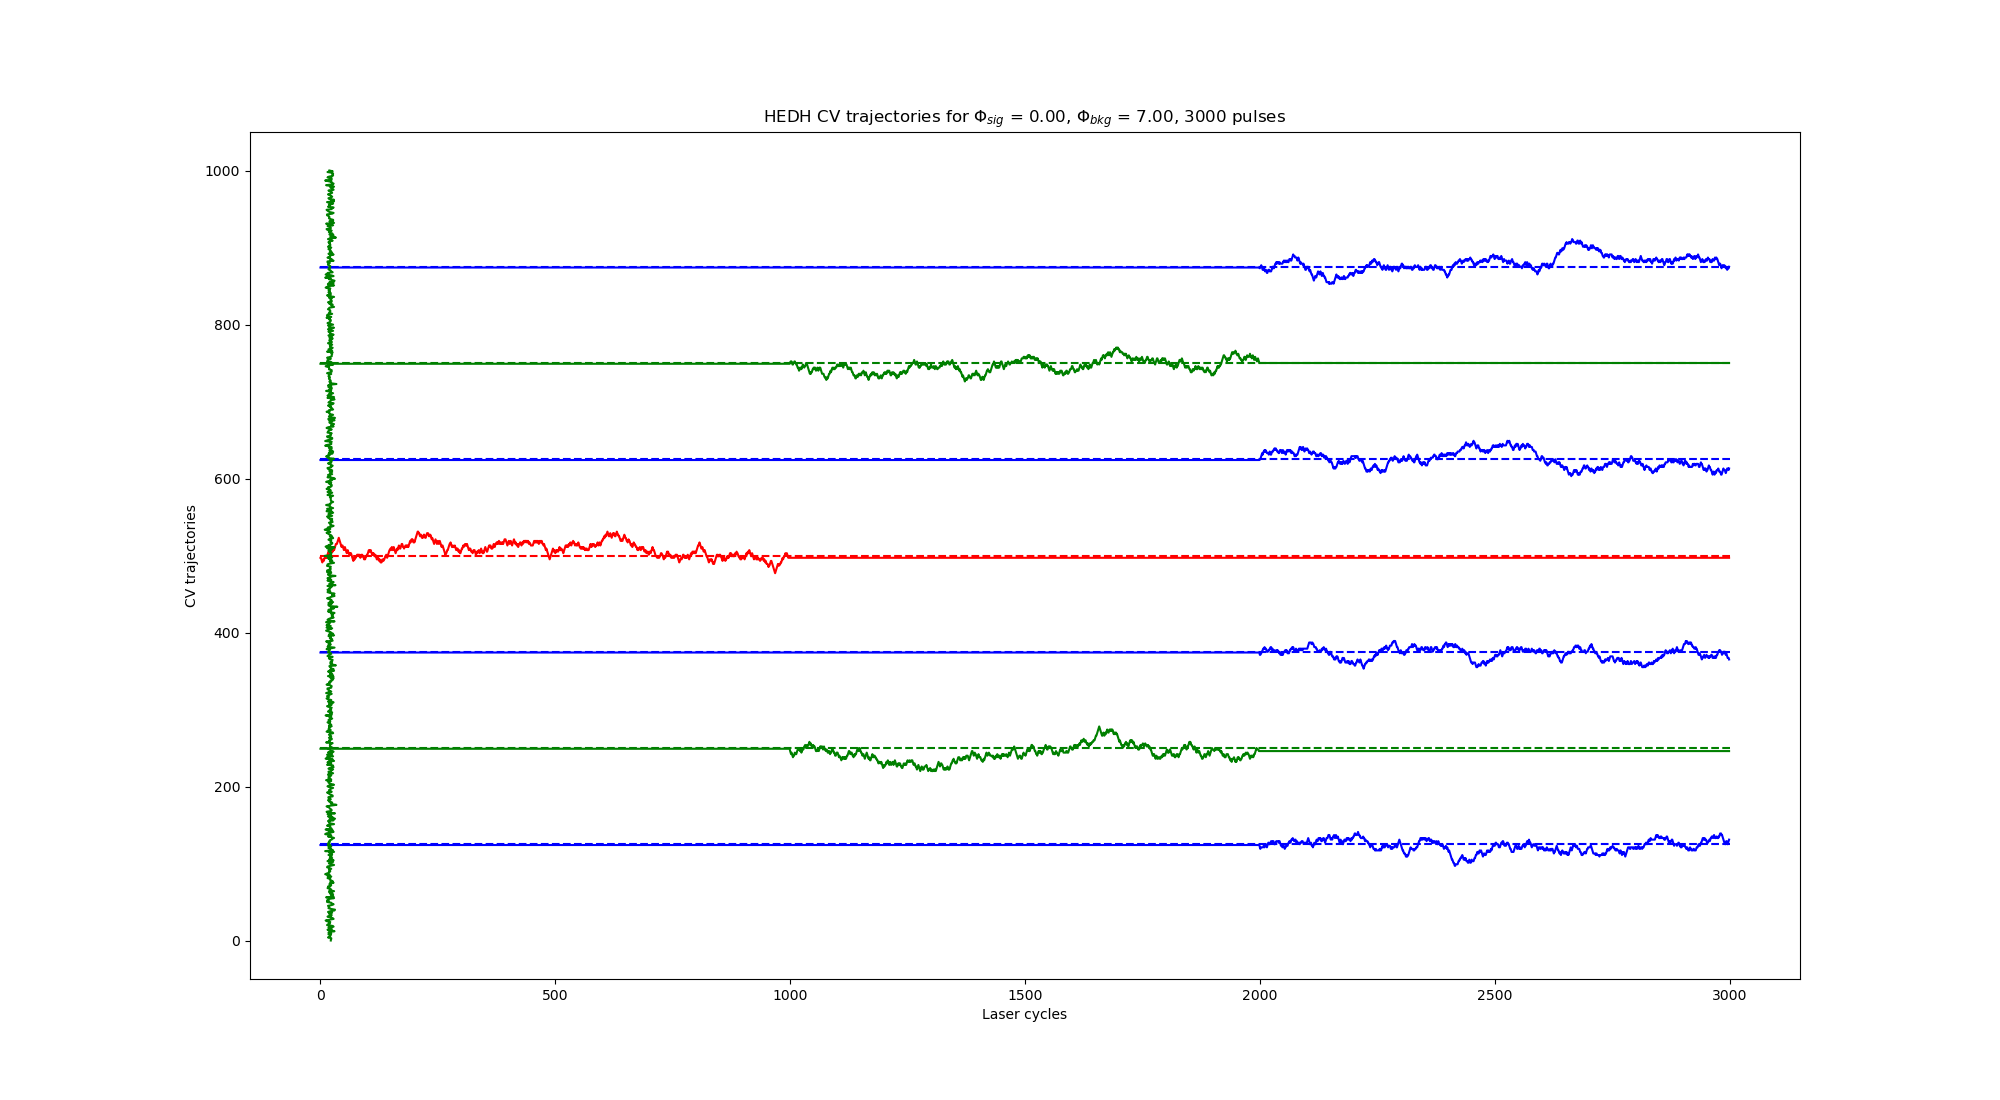 HEDH CV trajectories for Φsig = 0.00, Φbkg = 7.00, 3000 pulses
1000
800
600
400
200
0
CV trajectories
0 500 1000 1500 2000 2500 3000
Laser cycles